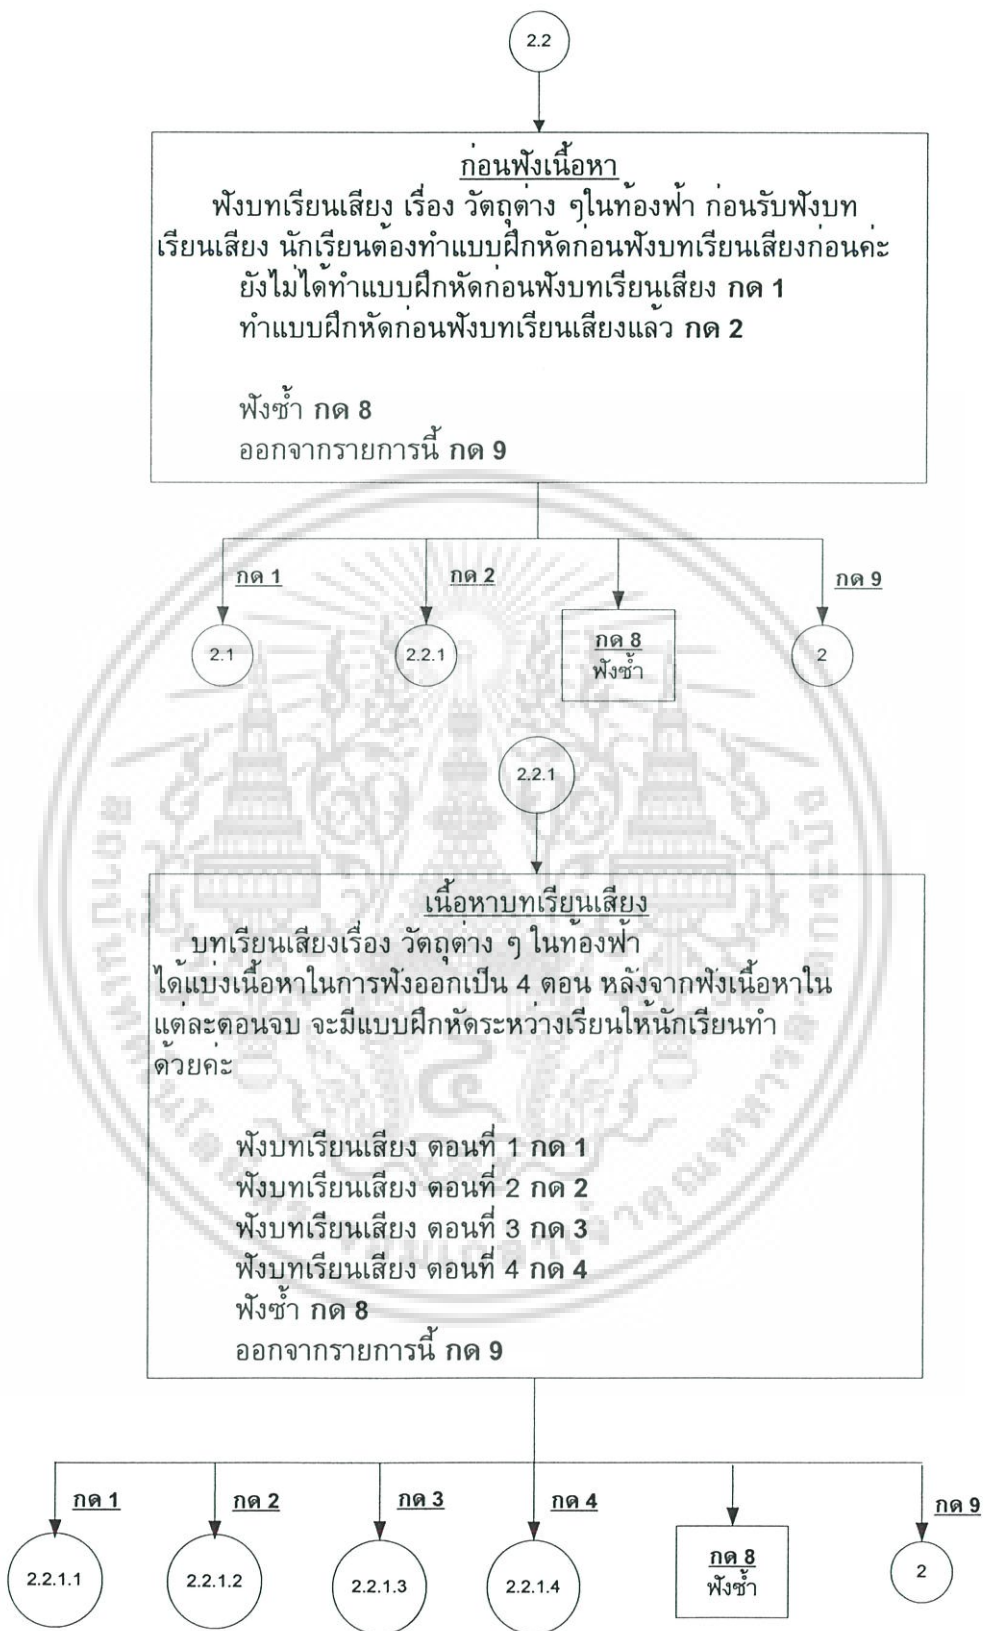 2.2
ก่อนฟังเนื้อหา
ฟังบทเรียนเสียง เรื่อง วัตถุต่าง ๆในท้องฟ้า ก่อนรับฟังบท
เรียนเสียง นักเรียนต้องทำแบบฝึกหัดก่อนฟังบทเรียนเสียงก่อนค่ะ
ยังไม่ได้ทำแบบฝึกหัดก่อนฟังบทเรียนเสียง กด 1
ทำแบบฝึกหัดก่อนฟังบทเรียนเสียงแล้ว กด 2
ฟังซ้ำ กด 8
ออกจากรายการนี้ กด 9
กด 1
กด 2
กด 9
2.1
2.2.1
กด 8
ฟังซ้ำ
2
2.2.1
เนื้อหาบทเรียนเสียง
บทเรียนเสียงเรื่อง วัตถุต่าง ๆ ในท้องฟ้า
ได้แบ่งเนื้อหาในการฟังออกเป็น 4 ตอน หลังจากฟังเนื้อหาใน
แต่ละตอนจบ จะมีแบบฝึกหัดระหว่างเรียนให้นักเรียนทำ
ด้วยค่ะ
ฟังบทเรียนเสียง ตอนที่ 1 กด 1
ฟังบทเรียนเสียง ตอนที่ 2 กด 2
ฟังบทเรียนเสียง ตอนที่ 3 กด 3
ฟังบทเรียนเสียง ตอนที่ 4 กด 4
ฟังซ้ำ กด 8
ออกจากรายการนี้ กด 9
กด 1
กด 2
กด 3
กด 4
กด 9
2.2.1.1
2.2.1.2
2.2.1.3
2.2.1.4
กด 8
ฟังซ้ำ
2